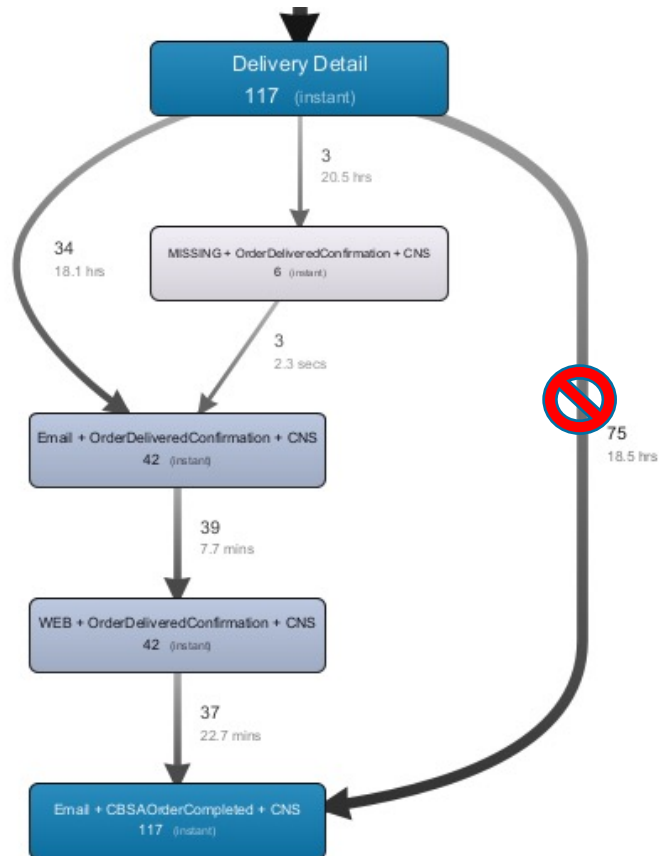 Delivery Detail
117 (instant)
3
20.5 hrs
34
18.1 hrs
MISSING + OrderDeliveredConfirmation + CNS
6 (instant)
3
2.3 secs
Email + OrderDeliveredConfirmation + CNS
42 (instant)
75
18.5 hrs
39
7.7 mins
WEB + OrderDeliveredConfirmation + CNS
42 (instant)
37
22.7 mins
Email + CBSAOrderCompleted + CNS
117 (instant)